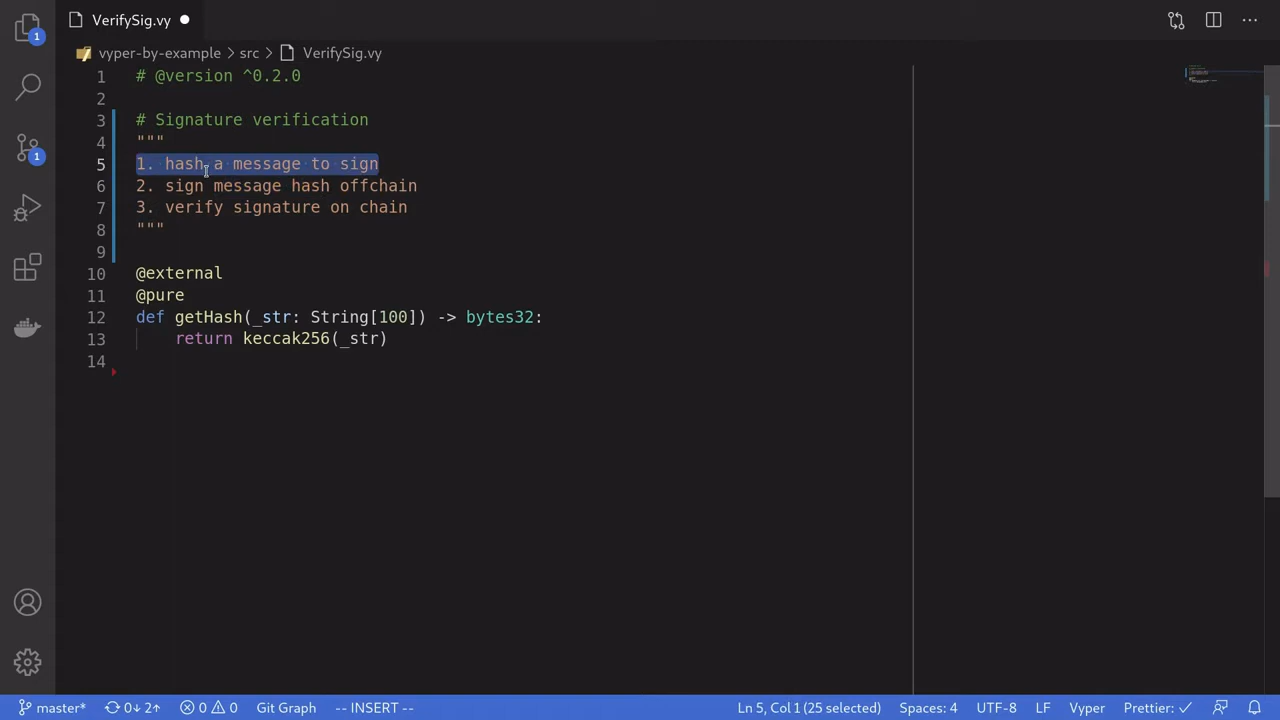 VerifySig.vy
vyper-by-example > src > VerifySig.vy
1 # @version ^0.2.0
2
3 # Signature verification
4 """
5 1. hash a message to sign
6 2. sign message hash offchain
7 3. verify signature on chain
8 """
9
10 @external
11 @pure
12 def getHash(_str: String[100]) -> bytes32:
13 return keccak256(_str)
14
1
1
master* 0↓ 2↑ 0 0 Git Graph -- INSERT -- Ln 5, Col 1 (25 selected) Spaces: 4 UTF-8 LF Vyper Prettier: ✓